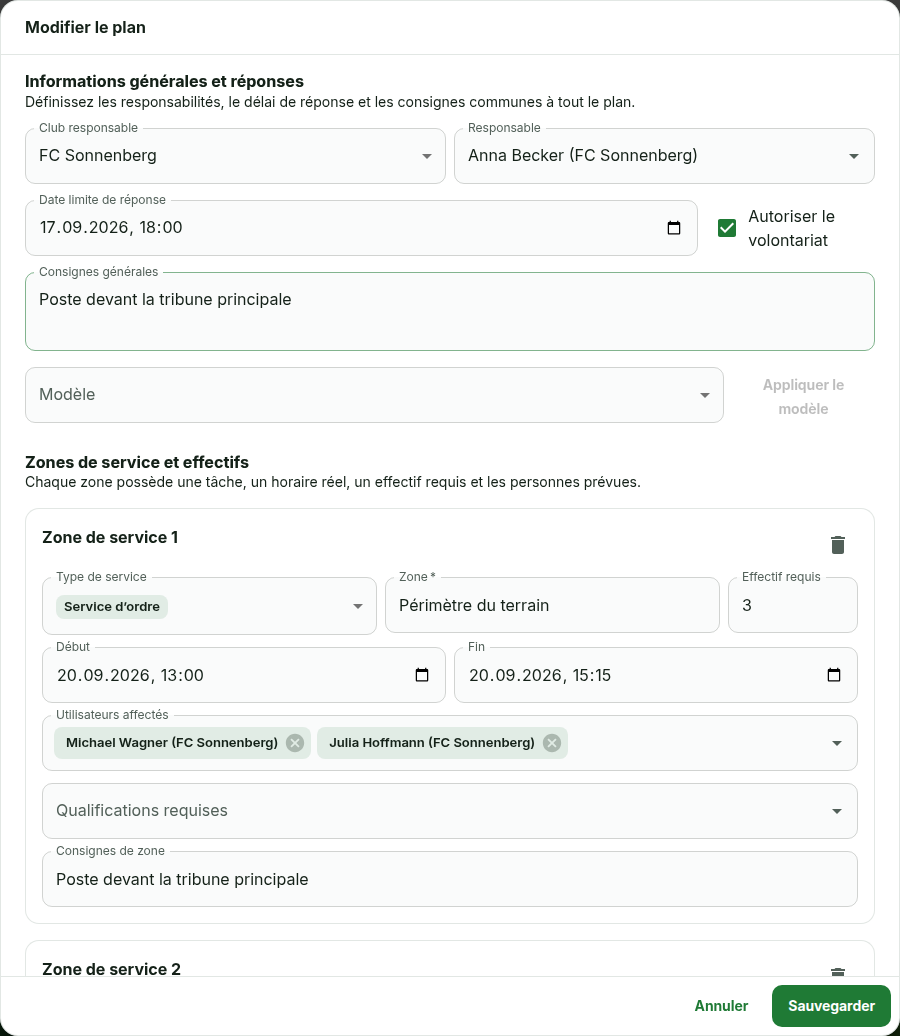 Modifier le plan
Informations générales et réponses
Définissez les responsabilités, le délai de réponse et les consignes communes à tout le plan.
Club responsable
FC Sonnenberg
Responsable
Anna Becker (FC Sonnenberg)
Date limite de réponse
17.09.2026, 18:00
Autoriser le
volontariat
Consignes générales
Poste devant la tribune principale
Modèle
Appliquer le
modèle
Zones de service et effectifs
Chaque zone possède une tâche, un horaire réel, un effectif requis et les personnes prévues.
Zone de service 1
Type de service
Service d’ordre
Zone *
Périmètre du terrain
Effectif requis
3
Début
20.09.2026, 13:00
Fin
20.09.2026, 15:15
Utilisateurs affectés
Michael Wagner (FC Sonnenberg)
Julia Hoffmann (FC Sonnenberg)
Qualifications requises
Consignes de zone
Poste devant la tribune principale
Zone de service 2
Annuler
Sauvegarder